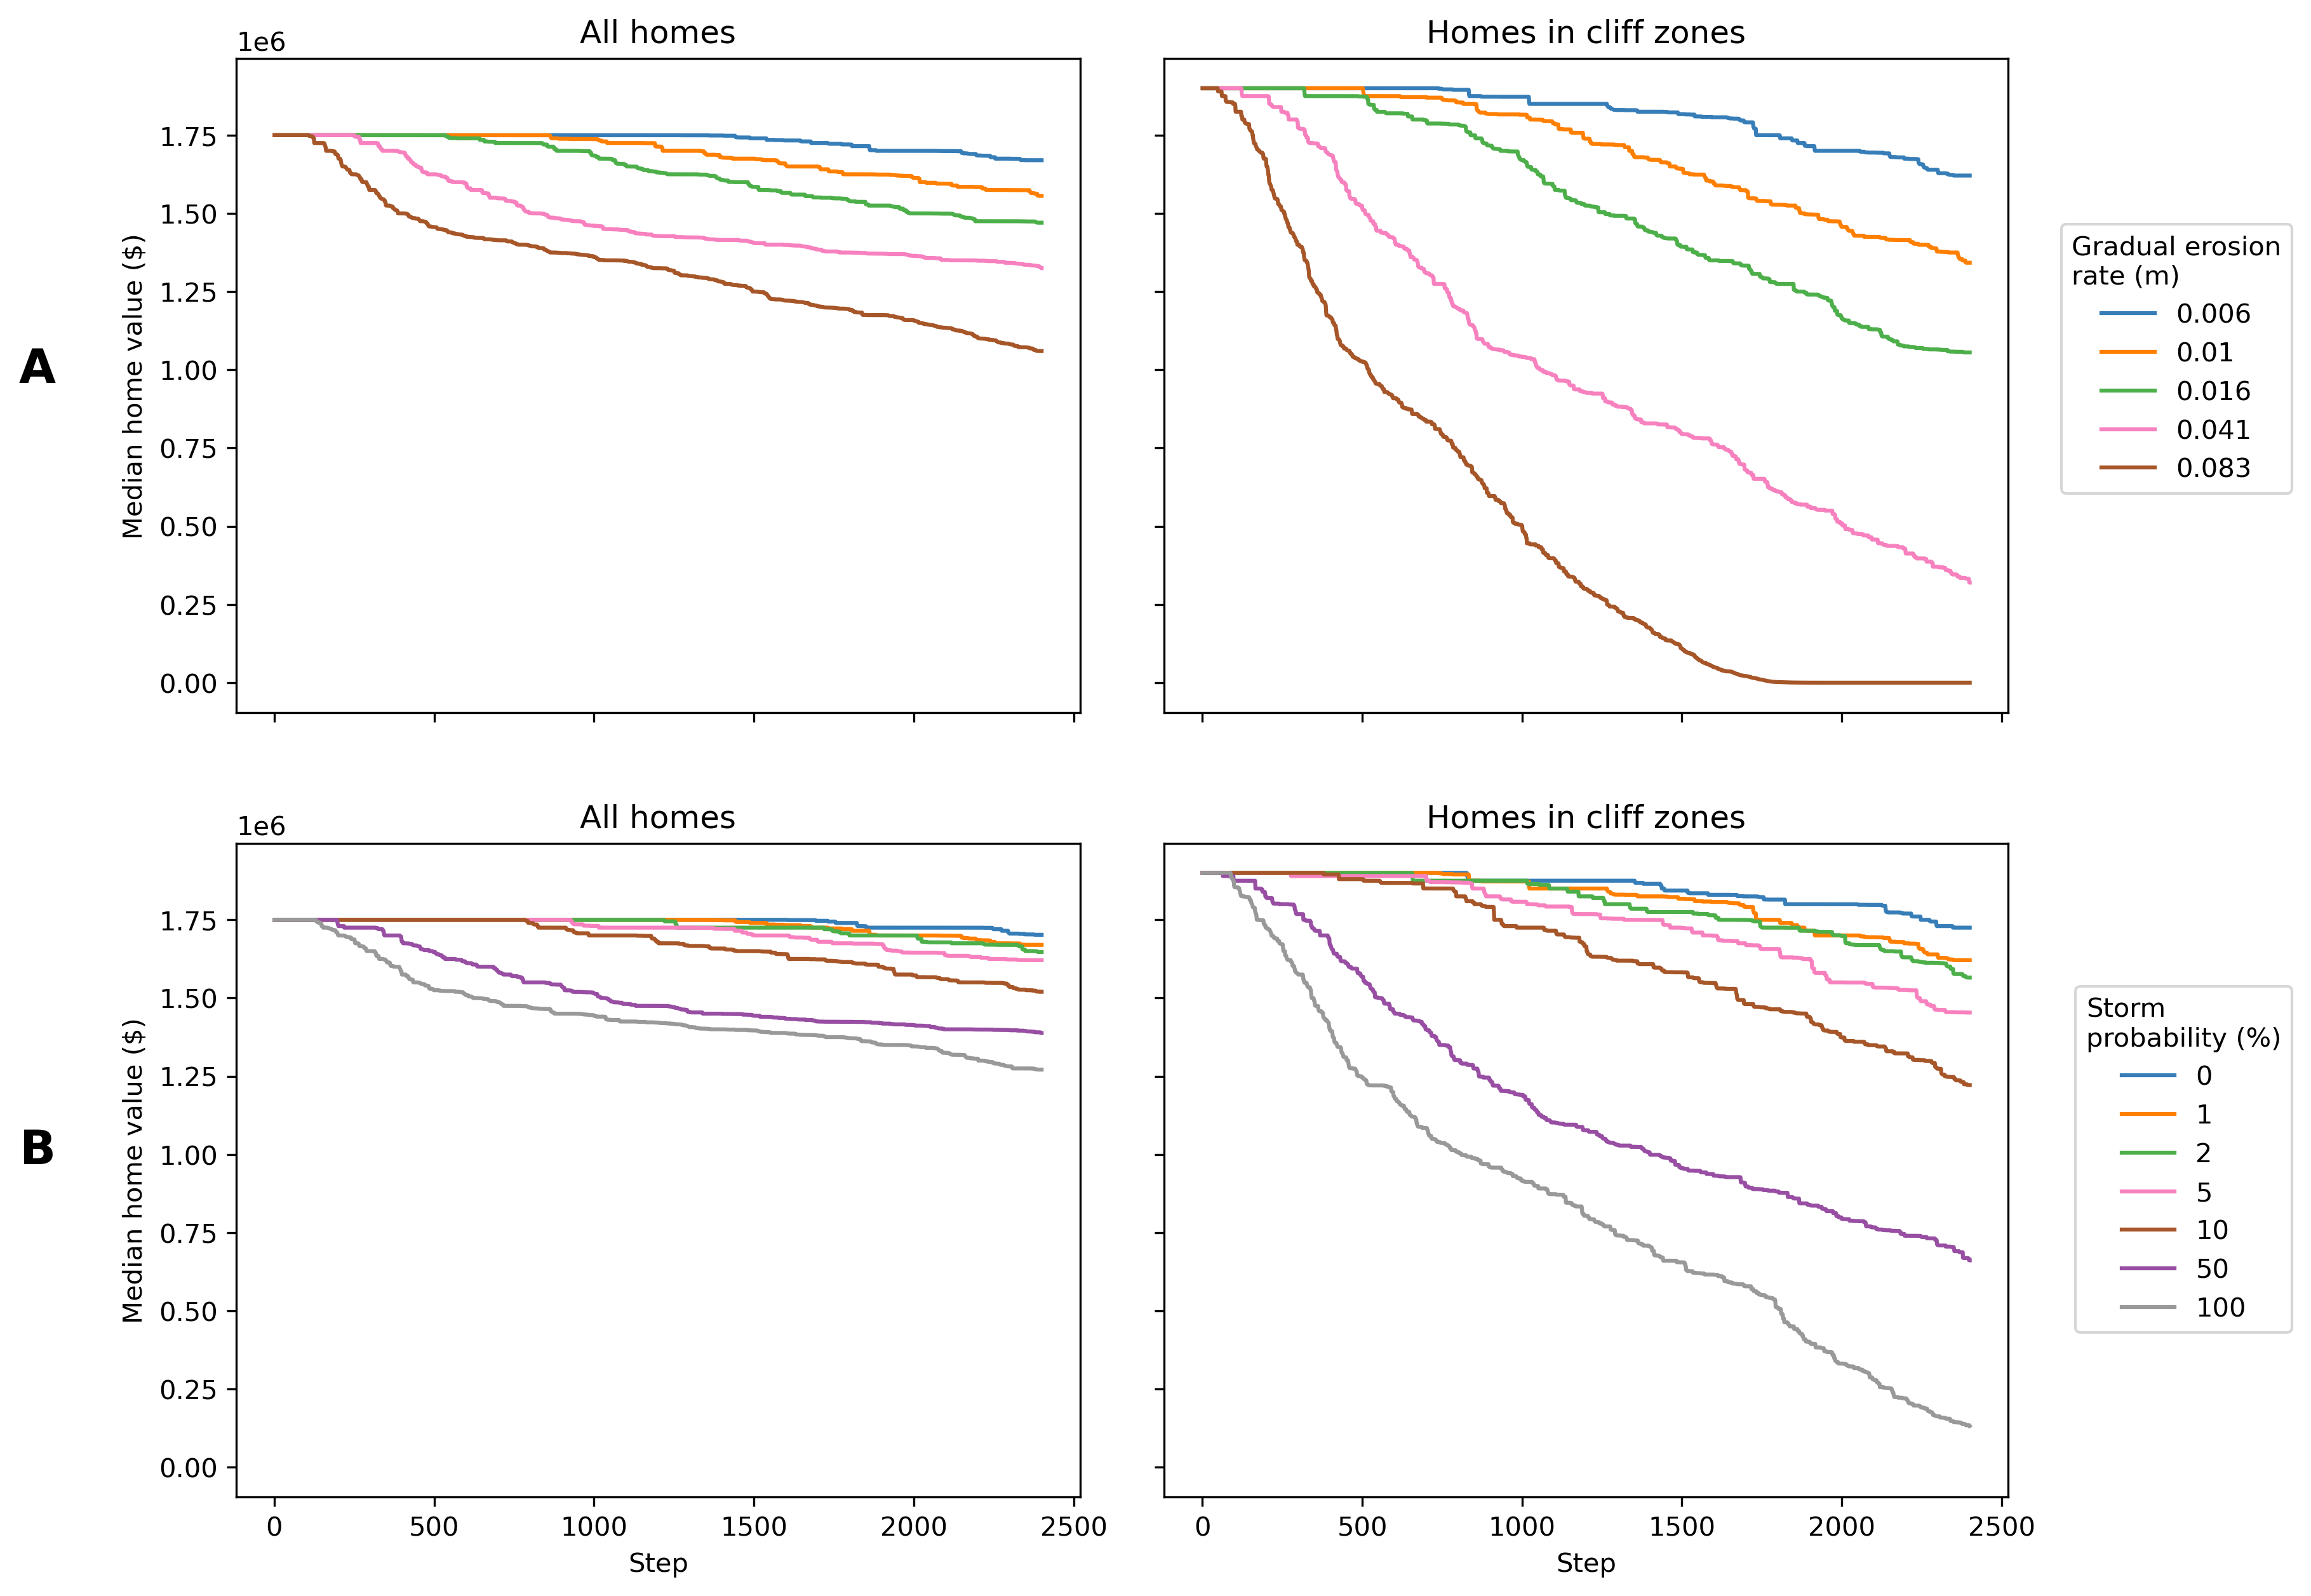 All homes
Homes in cliff zones
1e6
A
Median home value ($)
1.75
1.50
1.25
1.00
0.75
0.50
0.25
0.00
Gradual erosion
rate (m)
0.006
0.01
0.016
0.041
0.083
All homes
Homes in cliff zones
1e6
B
Median home value ($)
1.75
1.50
1.25
1.00
0.75
0.50
0.25
0.00
0 500 1000 1500 2000 2500
Step
0 500 1000 1500 2000 2500
Step
Storm
probability (%)
0
1
2
5
10
50
100